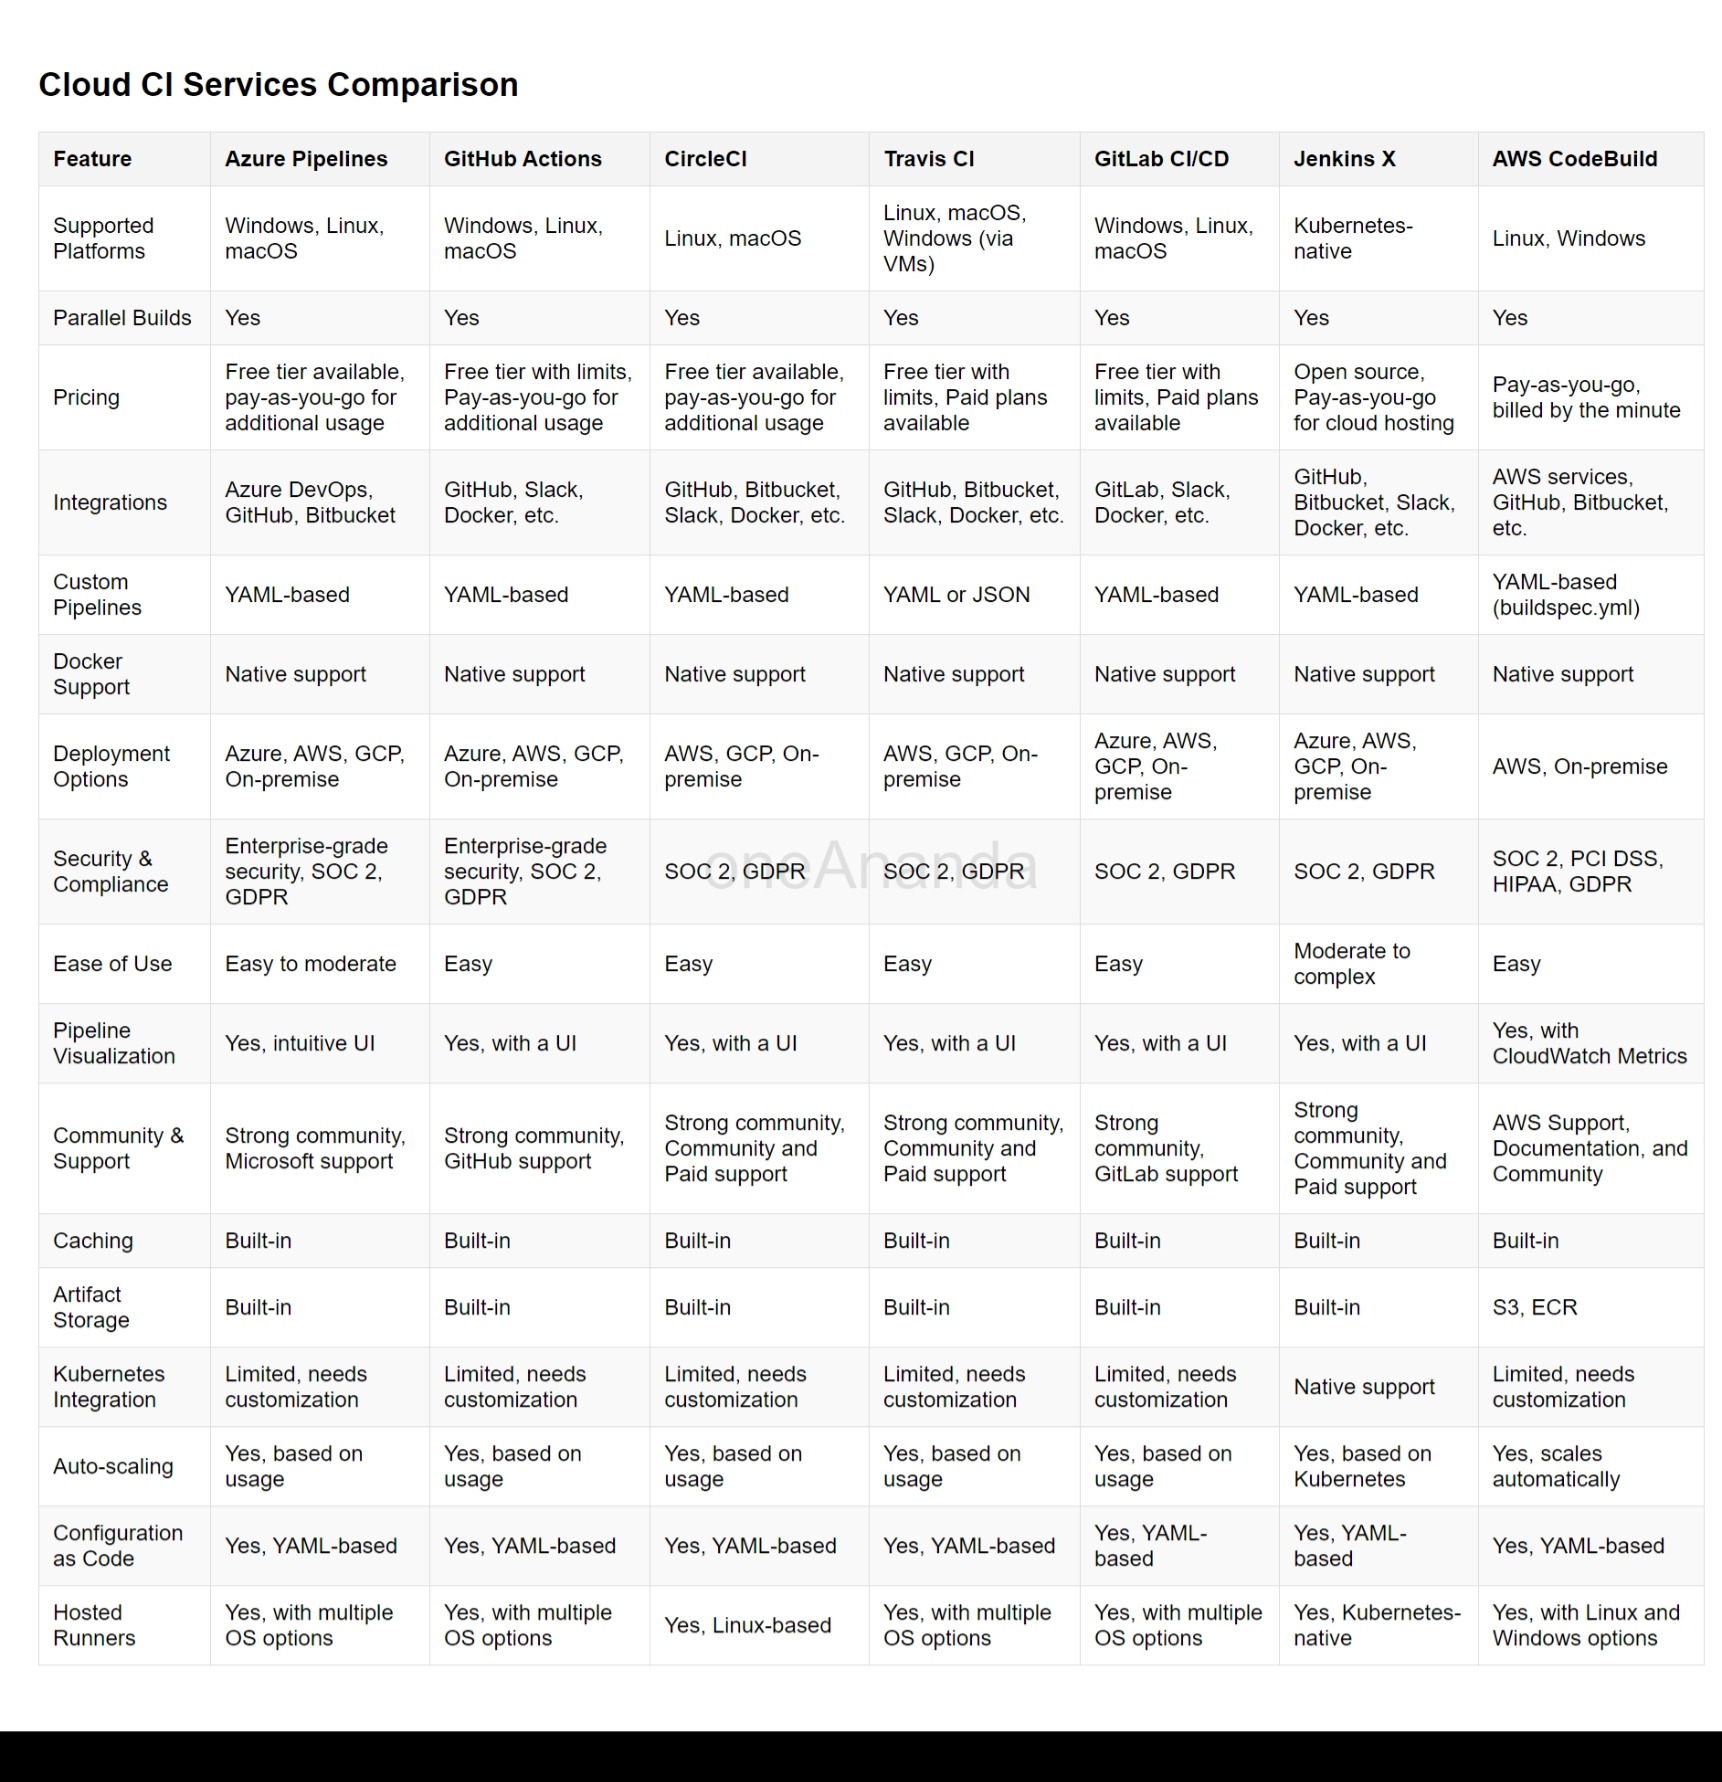 Cloud CI Services Comparison
Feature Azure Pipelines GitHub Actions CircleCI Travis CI GitLab CI/CD Jenkins X AWS CodeBuild
Supported Platforms Windows, Linux, macOS Windows, Linux, macOS Linux, macOS Linux, macOS, Windows (via VMs) Windows, Linux, macOS Kubernetes-native Linux, Windows
Parallel Builds Yes Yes Yes Yes Yes Yes Yes
Pricing Free tier available, pay-as-you-go for additional usage Free tier with limits, Pay-as-you-go for additional usage Free tier available, pay-as-you-go for additional usage Free tier with limits, Paid plans available Free tier with limits, Paid plans available Open source, Pay-as-you-go for cloud hosting Pay-as-you-go, billed by the minute
Integrations Azure DevOps, GitHub, Bitbucket GitHub, Slack, Docker, etc. GitHub, Bitbucket, Slack, Docker, etc. GitHub, Bitbucket, Slack, Docker, etc. GitLab, Slack, Docker, etc. GitHub, Bitbucket, Slack, Docker, etc. AWS services, GitHub, Bitbucket, etc.
Custom Pipelines YAML-based YAML-based YAML-based YAML or JSON YAML-based YAML-based YAML-based (buildspec.yml)
Docker Support Native support Native support Native support Native support Native support Native support Native support
Deployment Options Azure, AWS, GCP, On-premise Azure, AWS, GCP, On-premise AWS, GCP, On-premise AWS, GCP, On-premise Azure, AWS, GCP, On-premise Azure, AWS, GCP, On-premise AWS, On-premise
Security & Compliance Enterprise-grade security, SOC 2, GDPR Enterprise-grade security, SOC 2, GDPR SOC 2, GDPR SOC 2, GDPR SOC 2, GDPR SOC 2, GDPR SOC 2, PCI DSS, HIPAA, GDPR
oneAnanda
Ease of Use Easy to moderate Easy Easy Easy Easy Moderate to complex Easy
Pipeline Visualization Yes, intuitive UI Yes, with a UI Yes, with a UI Yes, with a UI Yes, with a UI Yes, with a UI Yes, with CloudWatch Metrics
Community & Support Strong community, Microsoft support Strong community, GitHub support Strong community, Community and Paid support Strong community, Community and Paid support Strong community, GitLab support Strong community, Community and Paid support AWS Support, Documentation, and Community
Caching Built-in Built-in Built-in Built-in Built-in Built-in Built-in
Artifact Storage Built-in Built-in Built-in Built-in Built-in Built-in S3, ECR
Kubernetes Integration Limited, needs customization Limited, needs customization Limited, needs customization Limited, needs customization Limited, needs customization Native support Limited, needs customization
Auto-scaling Yes, based on usage Yes, based on usage Yes, based on usage Yes, based on usage Yes, based on usage Yes, based on Kubernetes Yes, scales automatically
Configuration as Code Yes, YAML-based Yes, YAML-based Yes, YAML-based Yes, YAML-based Yes, YAML-based Yes, YAML-based Yes, YAML-based
Hosted Runners Yes, with multiple OS options Yes, with multiple OS options Yes, Linux-based Yes, with multiple OS options Yes, with multiple OS options Yes, Kubernetes-native Yes, with Linux and Windows options